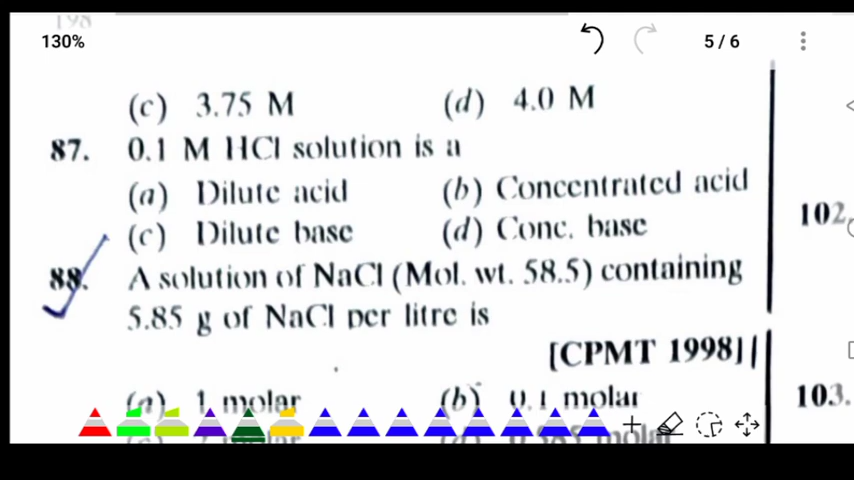 198
130%
5 / 6
(c) 3.75 M (d) 4.0 M
87. 0.1 M HCl solution is a
(a) Dilute acid (b) Concentrated acid
(c) Dilute base (d) Conc. base
102
88. A solution of NaCl (Mol. wt. 58.5) containing
5.85 g of NaCl per litre is
[CPMT 1998]
(a) 1 molar (b) 0.1 molar
103.